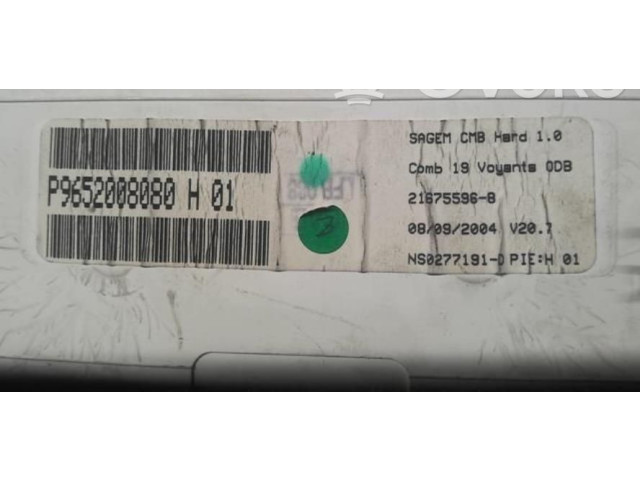 P9652008080 H 01
SAGEM CMB Hard 1.0
Comb 19 Voyants ODB
21675596-8
08/09/2004 V20.7
NS0277191-D PIE:H 01